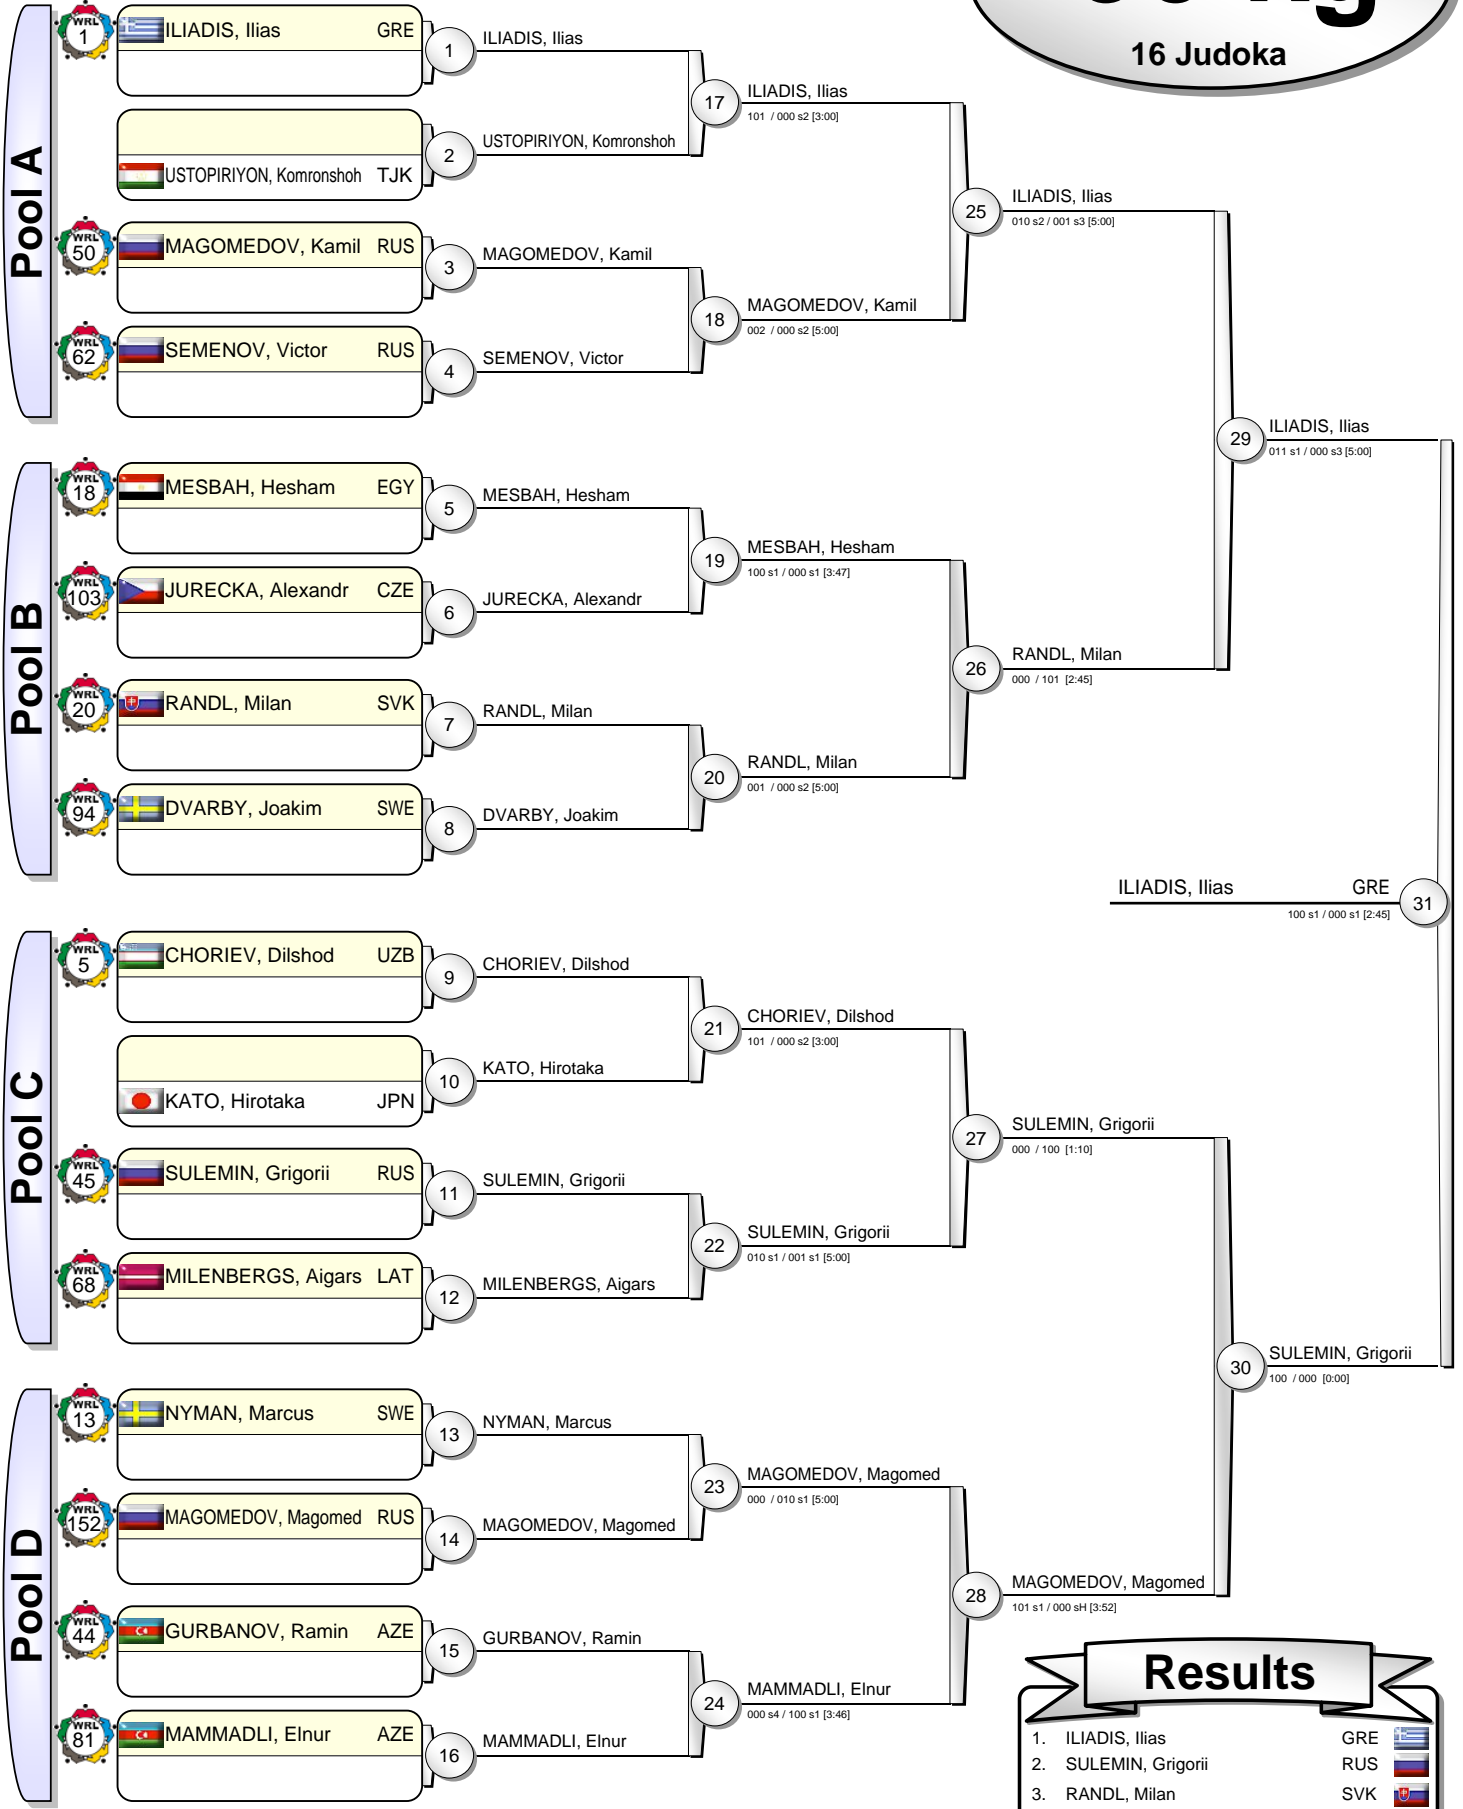 16 Judoka
Pool A
WRL 1
ILIADIS, Ilias GRE
1
ILIADIS, Ilias
USTOPIRIYON, Komronshoh TJK
2
USTOPIRIYON, Komronshoh
17
ILIADIS, Ilias
101 / 000 s2 [3:00]
WRL 50
MAGOMEDOV, Kamil RUS
3
MAGOMEDOV, Kamil
WRL 62
SEMENOV, Victor RUS
4
SEMENOV, Victor
18
MAGOMEDOV, Kamil
002 / 000 s2 [5:00]
25
ILIADIS, Ilias
010 s2 / 001 s3 [5:00]
Pool B
WRL 18
MESBAH, Hesham EGY
5
MESBAH, Hesham
WRL 103
JURECKA, Alexandr CZE
6
JURECKA, Alexandr
19
MESBAH, Hesham
100 s1 / 000 s1 [3:47]
WRL 20
RANDL, Milan SVK
7
RANDL, Milan
WRL 94
DVARBY, Joakim SWE
8
DVARBY, Joakim
20
RANDL, Milan
001 / 000 s2 [5:00]
26
RANDL, Milan
000 / 101 [2:45]
29
ILIADIS, Ilias
011 s1 / 000 s3 [5:00]
ILIADIS, Ilias GRE
100 s1 / 000 s1 [2:45]
31
Pool C
WRL 5
CHORIEV, Dilshod UZB
9
CHORIEV, Dilshod
KATO, Hirotaka JPN
10
KATO, Hirotaka
21
CHORIEV, Dilshod
101 / 000 s2 [3:00]
WRL 45
SULEMIN, Grigorii RUS
11
SULEMIN, Grigorii
WRL 68
MILENBERGS, Aigars LAT
12
MILENBERGS, Aigars
22
SULEMIN, Grigorii
010 s1 / 001 s1 [5:00]
27
SULEMIN, Grigorii
000 / 100 [1:10]
Pool D
WRL 13
NYMAN, Marcus SWE
13
NYMAN, Marcus
WRL 152
MAGOMEDOV, Magomed RUS
14
MAGOMEDOV, Magomed
23
MAGOMEDOV, Magomed
000 / 010 s1 [5:00]
WRL 44
GURBANOV, Ramin AZE
15
GURBANOV, Ramin
WRL 81
MAMMADLI, Elnur AZE
16
MAMMADLI, Elnur
24
MAMMADLI, Elnur
000 s4 / 100 s1 [3:46]
28
MAGOMEDOV, Magomed
101 s1 / 000 sH [3:52]
30
SULEMIN, Grigorii
100 / 000 [0:00]
Results
1. ILIADIS, Ilias GRE
2. SULEMIN, Grigorii RUS
3. RANDL, Milan SVK